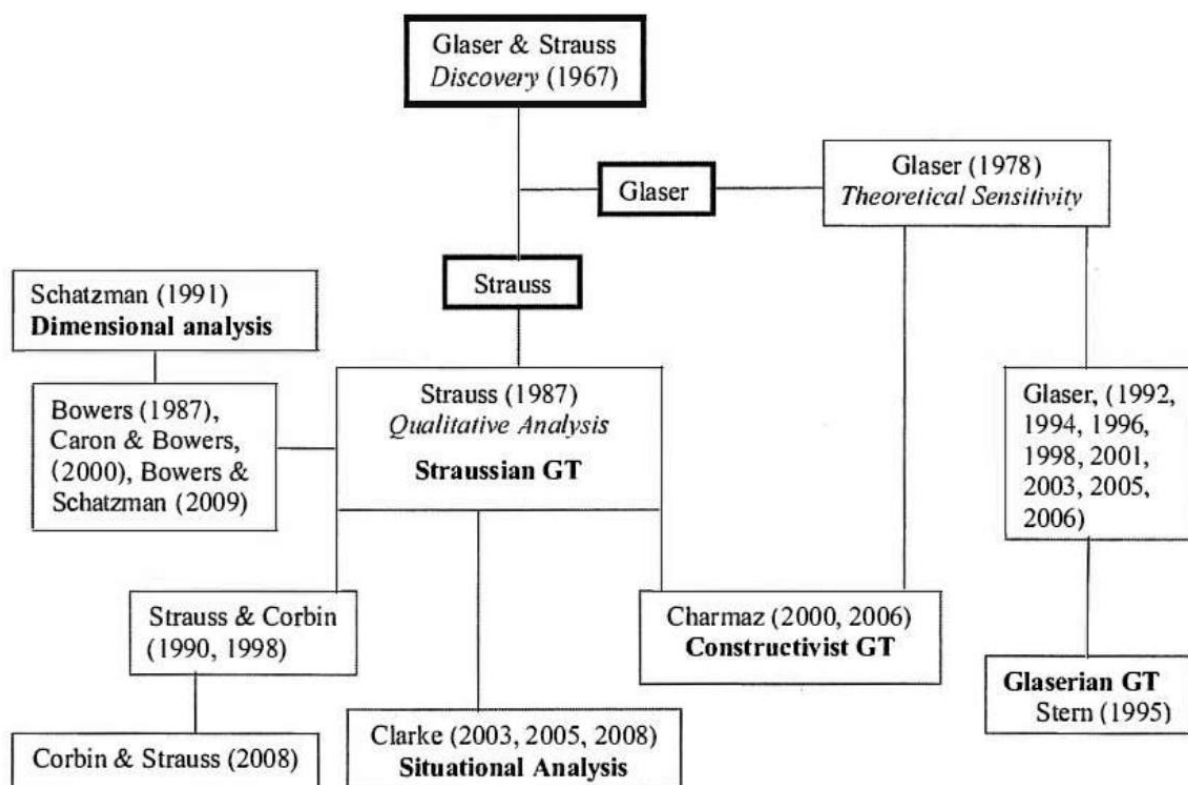 Glaser & Strauss
Discovery (1967)
Glaser
Glaser (1978)
Theoretical Sensitivity
Strauss
Schatzman (1991)
Dimensional analysis
Bowers (1987),
Caron & Bowers,
(2000), Bowers &
Schatzman (2009)
Strauss (1987)
Qualitative Analysis
Straussian GT
Glaser, (1992,
1994, 1996,
1998, 2001,
2003, 2005,
2006)
Strauss & Corbin
(1990, 1998)
Charmaz (2000, 2006)
Constructivist GT
Glaserian GT
Stern (1995)
Corbin & Strauss (2008)
Clarke (2003, 2005, 2008)
Situational Analysis